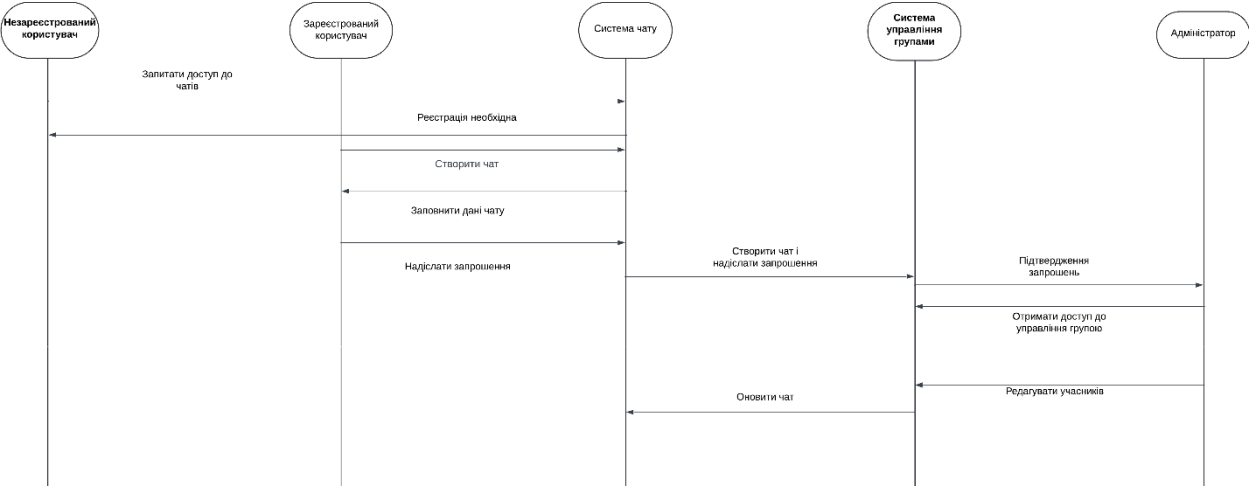 Незареєстрований
користувач
Зареєстрований
користувач
Система чату
Система
управління
групами
Адміністратор
Запитати доступ до
чатів
Реєстрація необхідна
Створити чат
Заповнити дані чату
Надіслати запрошення
Створити чат і
надіслати запрошення
Підтвердження
запрошень
Отримати доступ до
управління групою
Редагувати учасників
Оновити чат